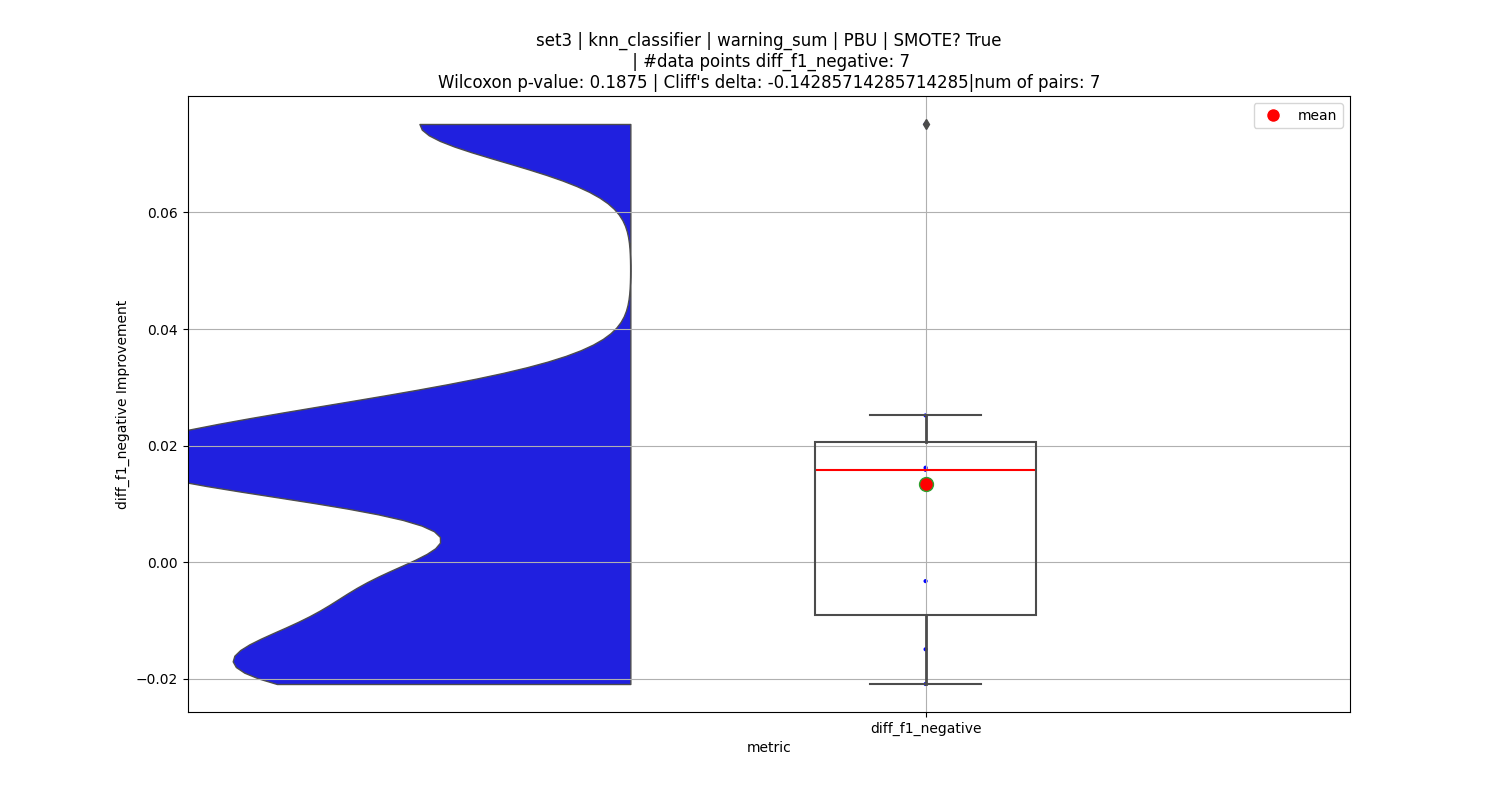 set3 | knn_classifier | warning_sum | PBU | SMOTE? True
| #data points diff_f1_negative: 7
Wilcoxon p-value: 0.1875 | Cliff's delta: -0.14285714285714285|num of pairs: 7
mean
0.06
0.04
0.02
0.00
−0.02
diff_f1_negative Improvement
diff_f1_negative
metric